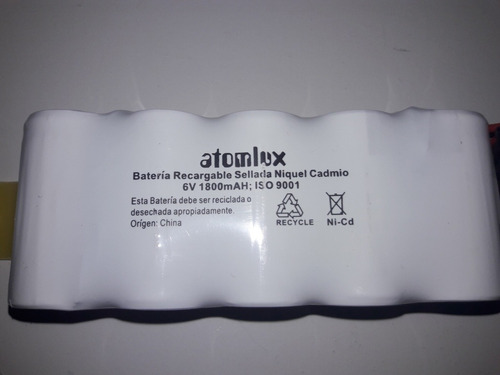 atomlux
Batería Recargable Sellada Niquel Cadmio
6V 1800mAH; ISO 9001
Esta Batería debe ser reciclada o
desechada apropiadamente.
Orígen: China
RECYCLE
Ni-Cd